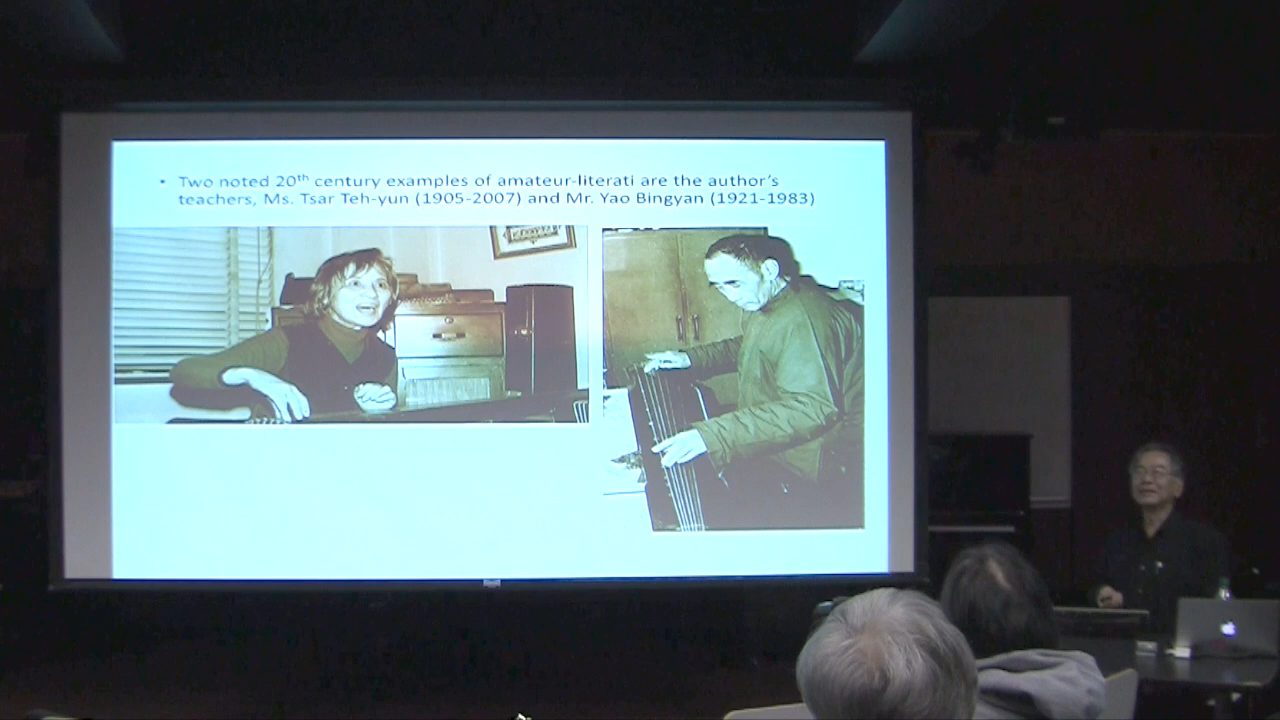 • Two noted 20th century examples of amateur-literati are the author's
teachers, Ms. Tsar Teh-yun (1905-2007) and Mr. Yao Bingyan (1921-1983)